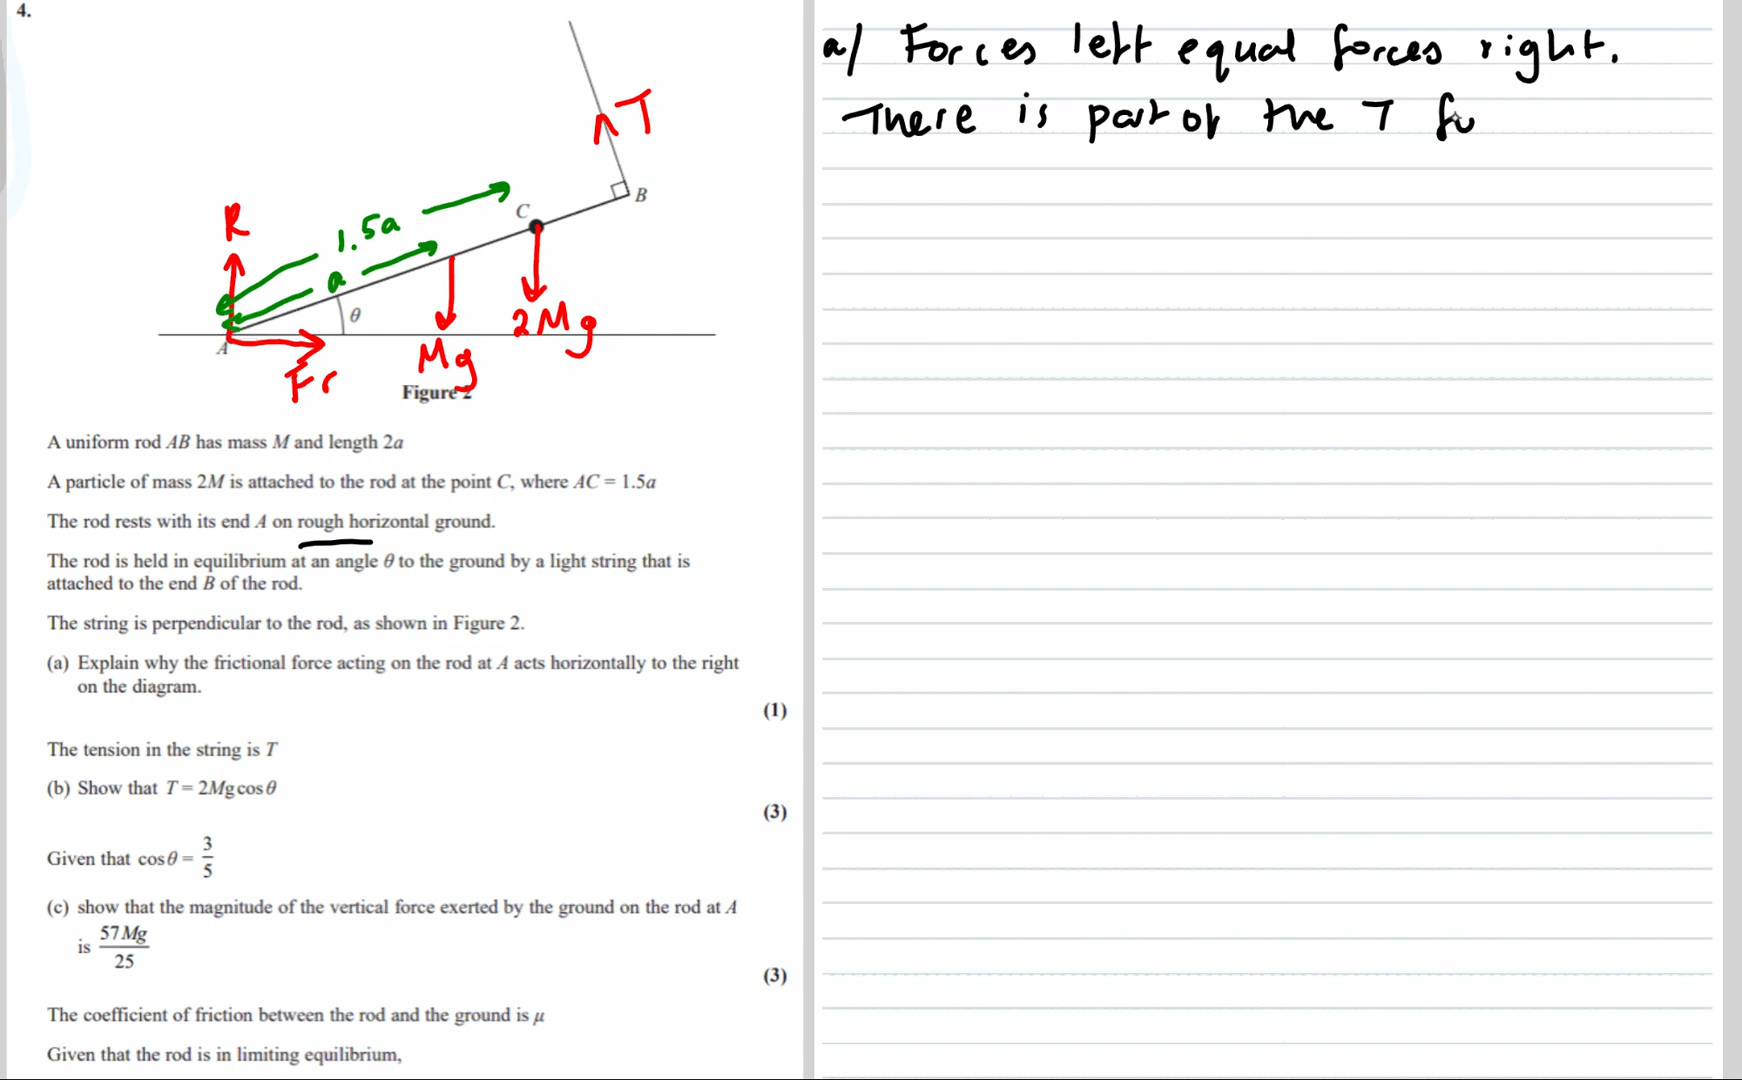 4.
T
B
C
R
1.5a
a
θ
2Mg
A
Fr
Mg
Figure 2
A uniform rod AB has mass M and length 2a
A particle of mass 2M is attached to the rod at the point C, where AC = 1.5a
The rod rests with its end A on rough horizontal ground.
The rod is held in equilibrium at an angle θ to the ground by a light string that is
attached to the end B of the rod.
The string is perpendicular to the rod, as shown in Figure 2.
(a) Explain why the frictional force acting on the rod at A acts horizontally to the right
on the diagram.
(1)
The tension in the string is T
(b) Show that T = 2Mg cos θ
(3)
Given that cos θ = 3/5
(c) show that the magnitude of the vertical force exerted by the ground on the rod at A
is 57Mg/25
(3)
The coefficient of friction between the rod and the ground is μ
Given that the rod is in limiting equilibrium,
a/ Forces left equal forces right.
There is part of the T fo